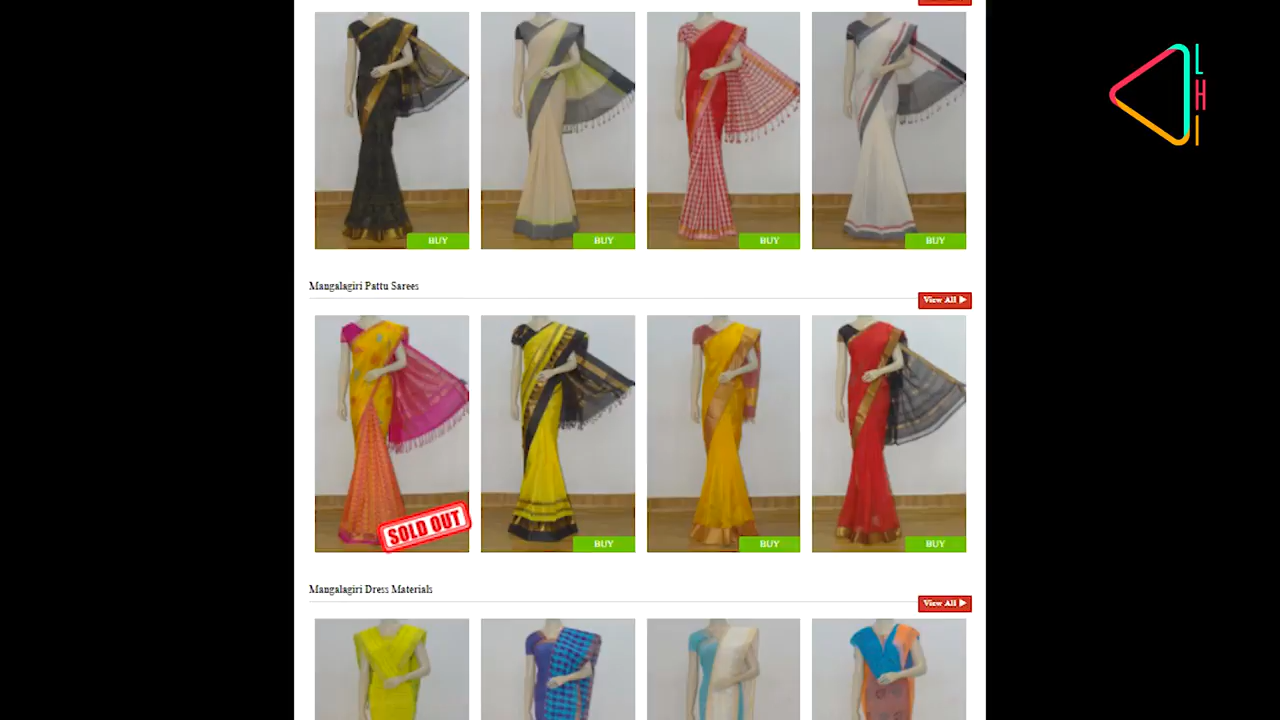 BUY
BUY
BUY
BUY
Mangalagiri Pattu Sarees
View All
SOLD OUT
BUY
BUY
BUY
Mangalagiri Dress Materials
View All
L
H
I